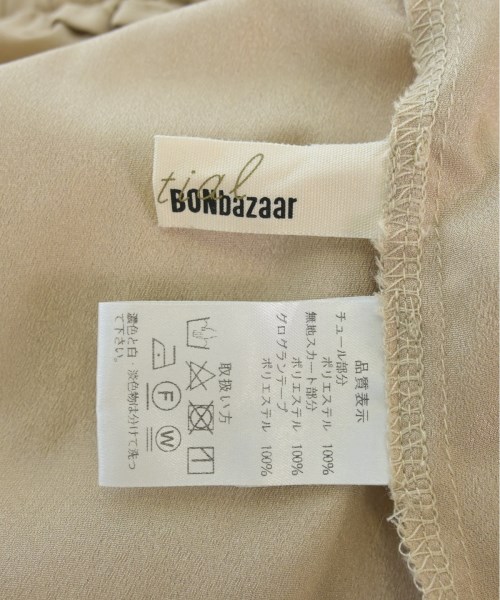 tial
BONbazaar
品質表示
チュール部分
ポリエステル 100%
無地スカート部分
ポリエステル 100%
グログランテープ
ポリエステル 100%
取扱い方
F W
濃色と白・淡色物は分けて洗っ
て下さい。